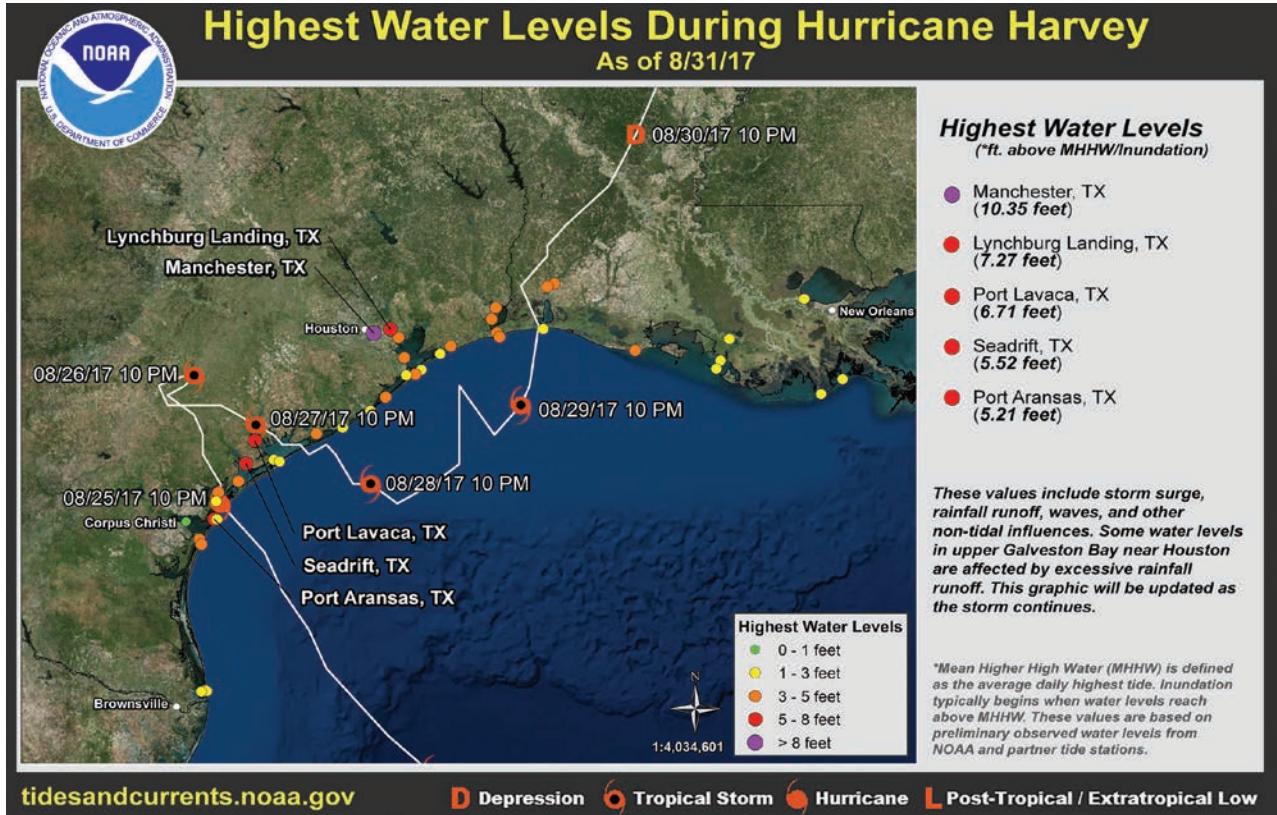 Highest Water Levels During Hurricane Harvey
As of 8/31/17
NATIONAL OCEANIC AND ATMOSPHERIC ADMINISTRATION
NOAA
U.S. DEPARTMENT OF COMMERCE
D 08/30/17 10 PM
Lynchburg Landing, TX
Manchester, TX
Houston
New Orleans
08/26/17 10 PM
08/27/17 10 PM
08/29/17 10 PM
08/28/17 10 PM
08/25/17 10 PM
Corpus Christi
Port Lavaca, TX
Seadrift, TX
Port Aransas, TX
Brownsville
N
1:4,034,601
Highest Water Levels
0 - 1 feet
1 - 3 feet
3 - 5 feet
5 - 8 feet
> 8 feet
Highest Water Levels
(*ft. above MHHW/Inundation)
Manchester, TX
(10.35 feet)
Lynchburg Landing, TX
(7.27 feet)
Port Lavaca, TX
(6.71 feet)
Seadrift, TX
(5.52 feet)
Port Aransas, TX
(5.21 feet)
These values include storm surge,
rainfall runoff, waves, and other
non-tidal influences. Some water levels
in upper Galveston Bay near Houston
are affected by excessive rainfall
runoff. This graphic will be updated as
the storm continues.
*Mean Higher High Water (MHHW) is defined
as the average daily highest tide. Inundation
typically begins when water levels reach
above MHHW. These values are based on
preliminary observed water levels from
NOAA and partner tide stations.
tidesandcurrents.noaa.gov
D Depression
Tropical Storm
Hurricane
L Post-Tropical / Extratropical Low